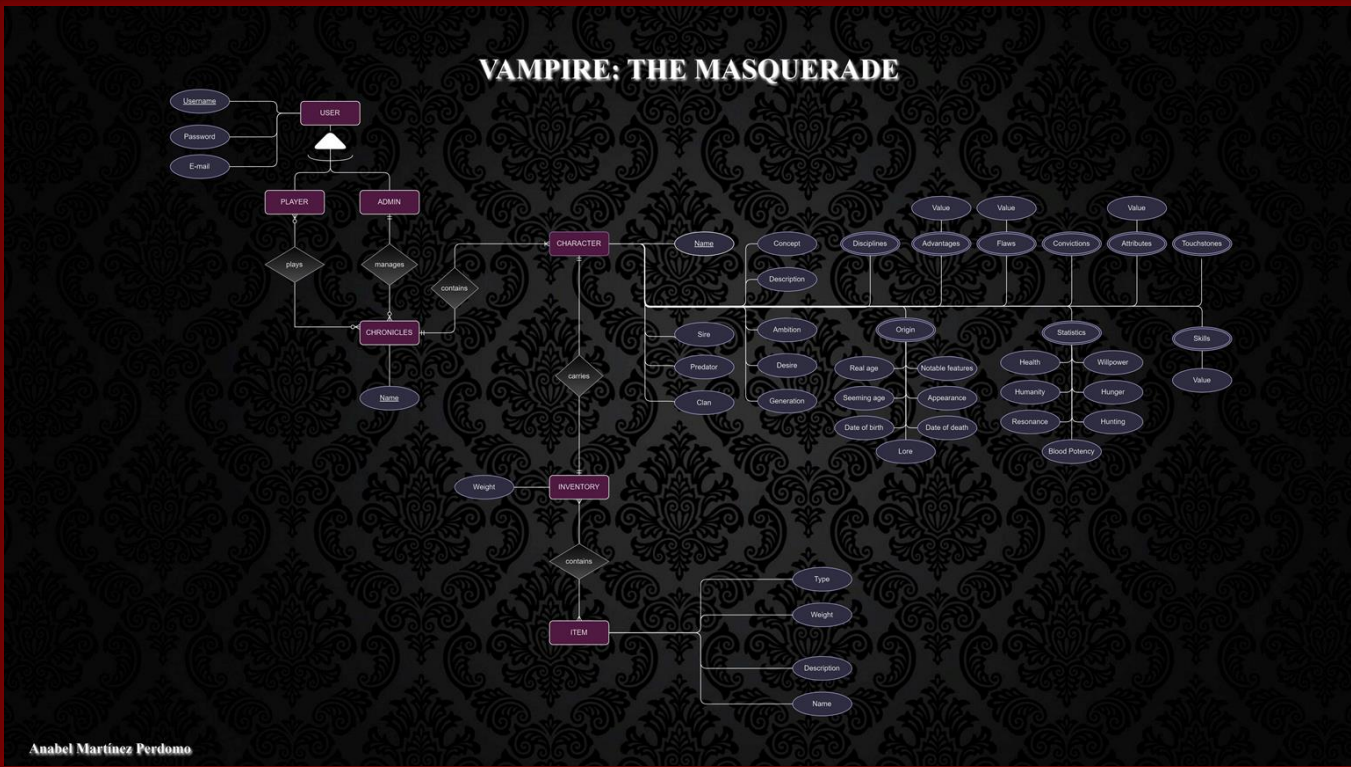 VAMPIRE: THE MASQUERADE
Username
USER
Password
E-mail
PLAYER
ADMIN
plays
manages
contains
CHRONICLES
Name
CHARACTER
Name
Concept
Description
Sire
Ambition
Predator
Desire
Clan
Generation
Value
Value
Value
Disciplines
Advantages
Flaws
Convictions
Attributes
Touchstones
Origin
Real age
Notable features
Seeming age
Appearance
Date of birth
Date of death
Lore
Statistics
Health
Willpower
Humanity
Hunger
Resonance
Hunting
Blood Potency
Skills
Value
carries
Weight
INVENTORY
contains
ITEM
Type
Weight
Description
Name
Anabel Martínez Perdomo